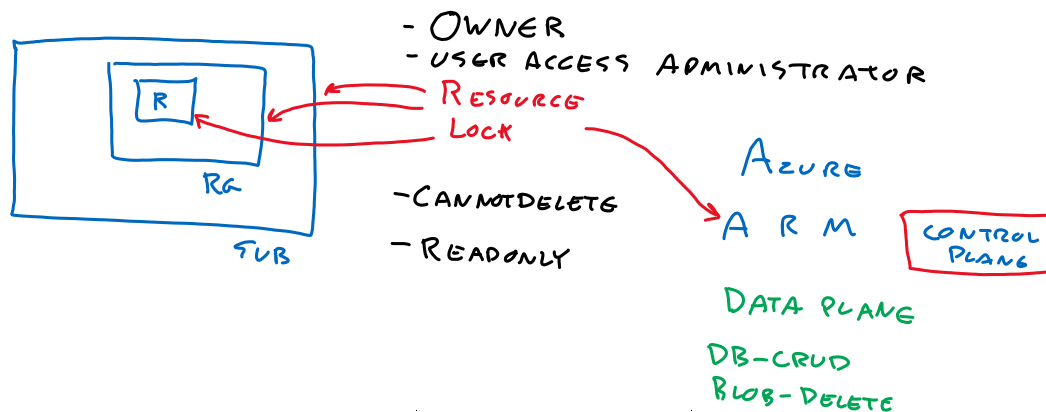 - OWNER
- USER ACCESS ADMINISTRATOR
R
RG
SUB
RESOURCE
LOCK
- CANNOTDELETE
- READONLY
AZURE
A R M
CONTROL
PLANE
DATA PLANE
DB-CRUD
BLOB-DELETE